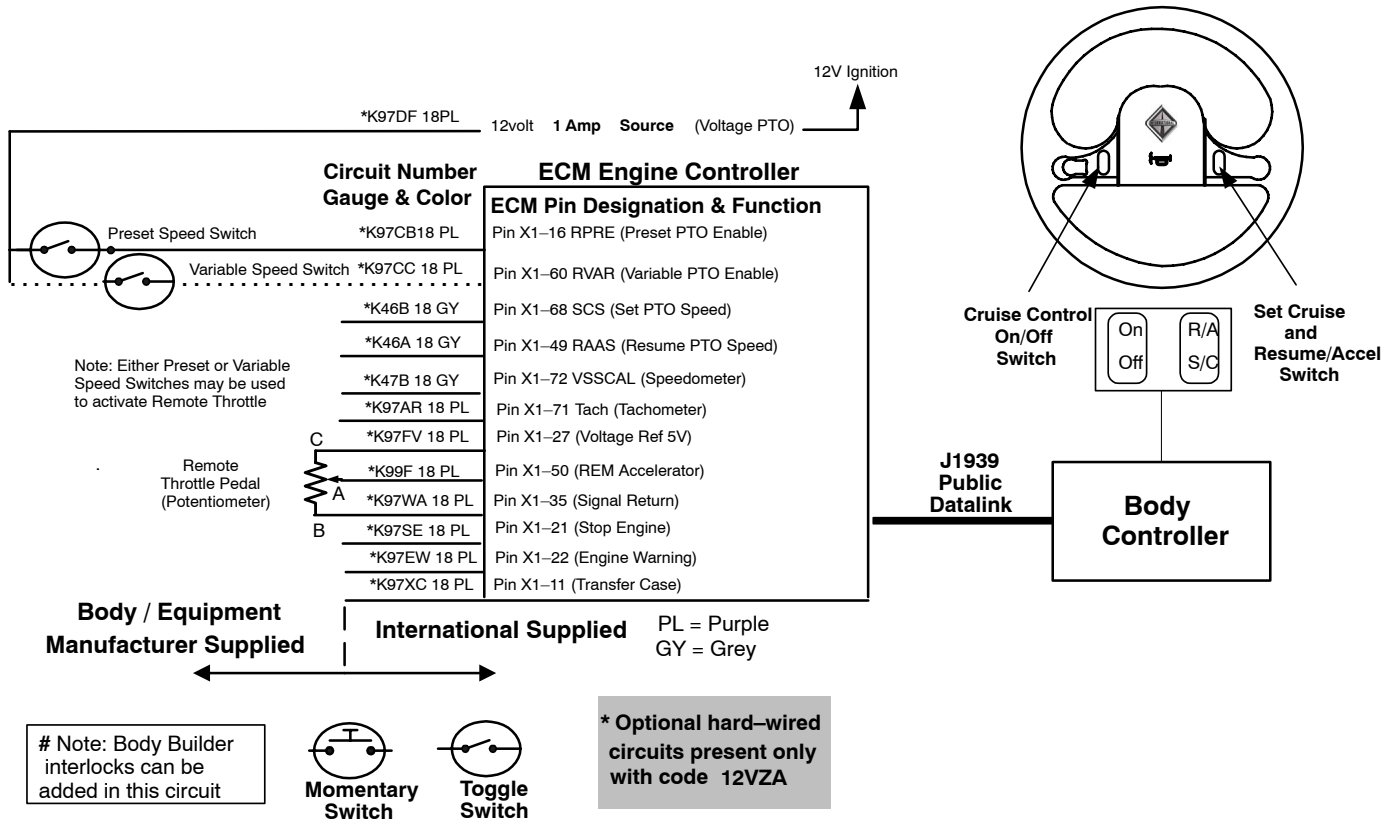 12V Ignition
*K97DF 18PL
12volt 1 Amp Source (Voltage PTO)
Circuit Number
Gauge & Color
ECM Engine Controller
ECM Pin Designation & Function
Preset Speed Switch
*K97CB18 PL
Pin X1–16 RPRE (Preset PTO Enable)
Variable Speed Switch
*K97CC 18 PL
Pin X1–60 RVAR (Variable PTO Enable)
*K46B 18 GY
Pin X1–68 SCS (Set PTO Speed)
*K46A 18 GY
Pin X1–49 RAAS (Resume PTO Speed)
*K47B 18 GY
Pin X1–72 VSSCAL (Speedometer)
*K97AR 18 PL
Pin X1–71 Tach (Tachometer)
*K97FV 18 PL
Pin X1–27 (Voltage Ref 5V)
*K99F 18 PL
Pin X1–50 (REM Accelerator)
*K97WA 18 PL
Pin X1–35 (Signal Return)
*K97SE 18 PL
Pin X1–21 (Stop Engine)
*K97EW 18 PL
Pin X1–22 (Engine Warning)
*K97XC 18 PL
Pin X1–11 (Transfer Case)
Note: Either Preset or Variable
Speed Switches may be used
to activate Remote Throttle
C
Remote
Throttle Pedal
(Potentiometer)
A
B
Cruise Control
On/Off
Switch
On
Off
R/A
S/C
Set Cruise
and
Resume/Accel
Switch
J1939
Public
Datalink
Body
Controller
Body / Equipment
Manufacturer Supplied
International Supplied
PL = Purple
GY = Grey
# Note: Body Builder
interlocks can be
added in this circuit
Momentary
Switch
Toggle
Switch
* Optional hard–wired
circuits present only
with code 12VZA